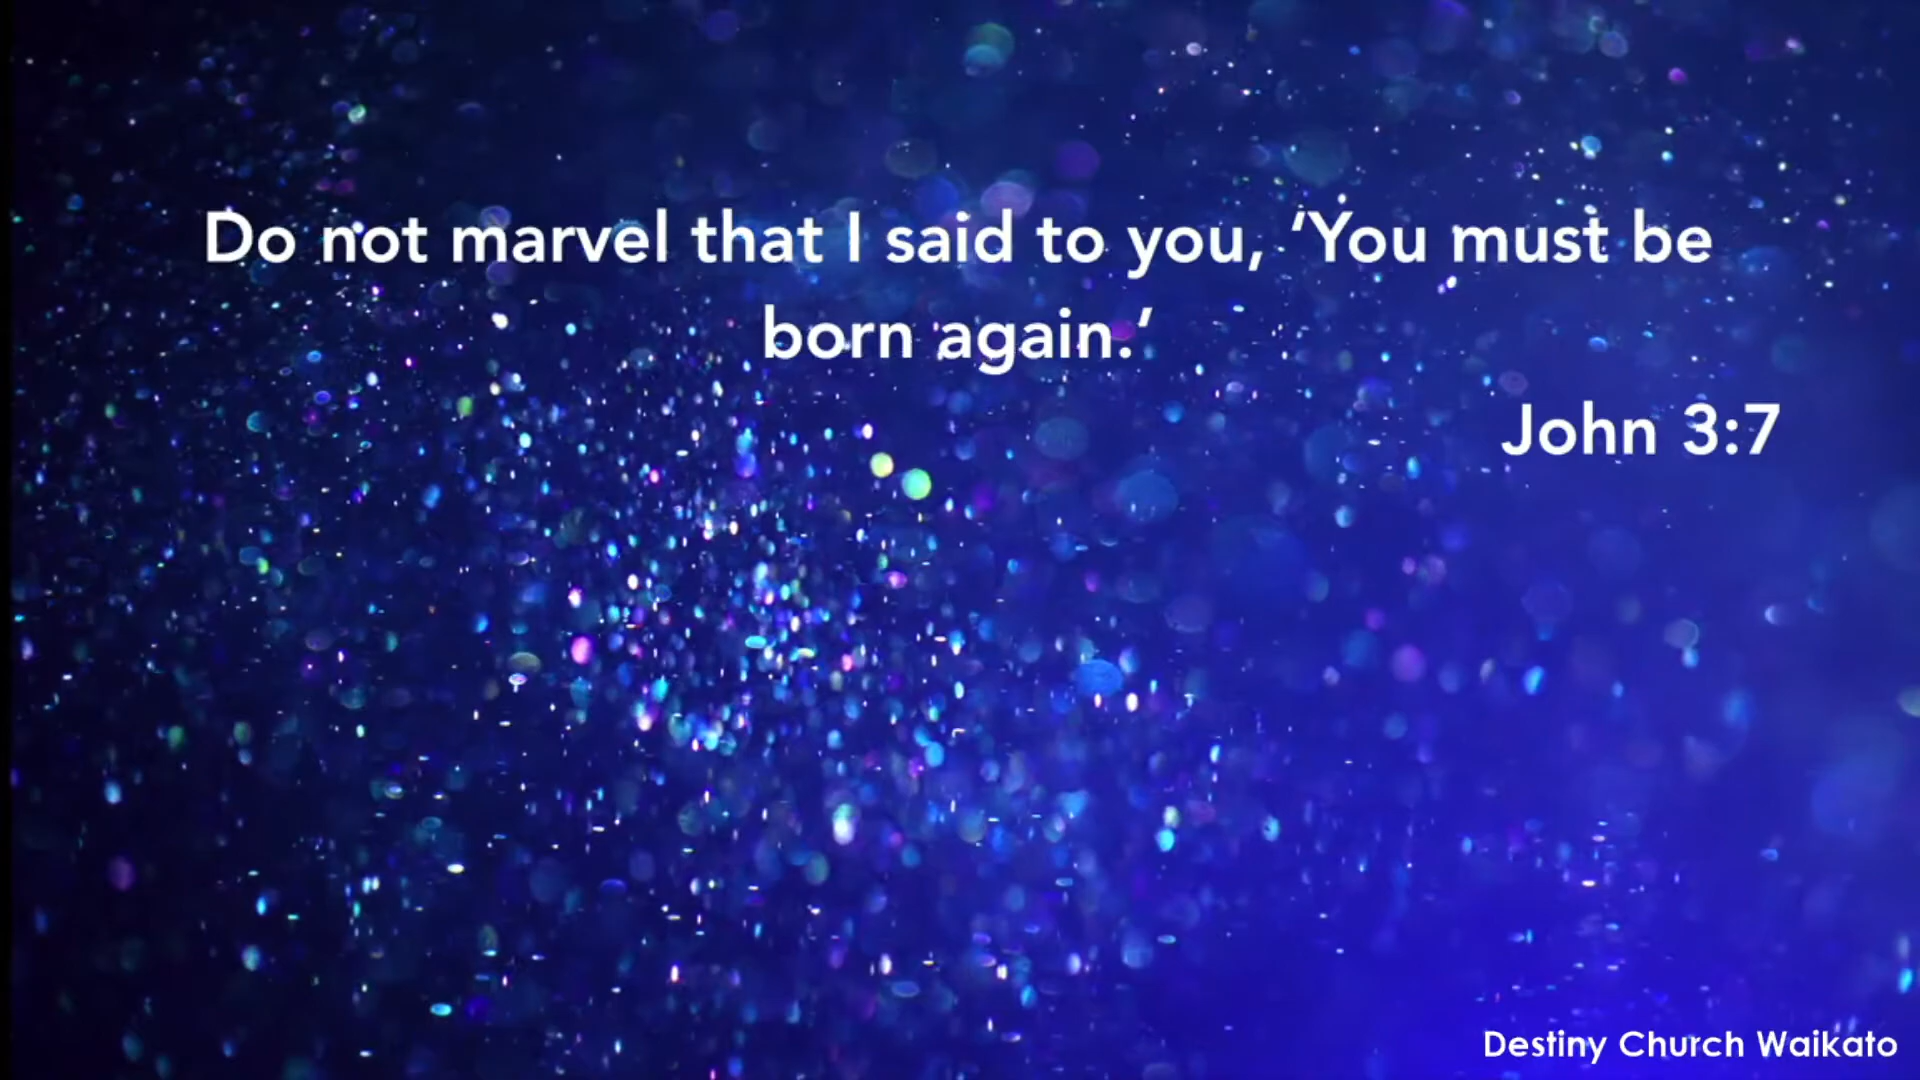 Do not marvel that I said to you, ‘You must be
born again.’
John 3:7
Destiny Church Waikato